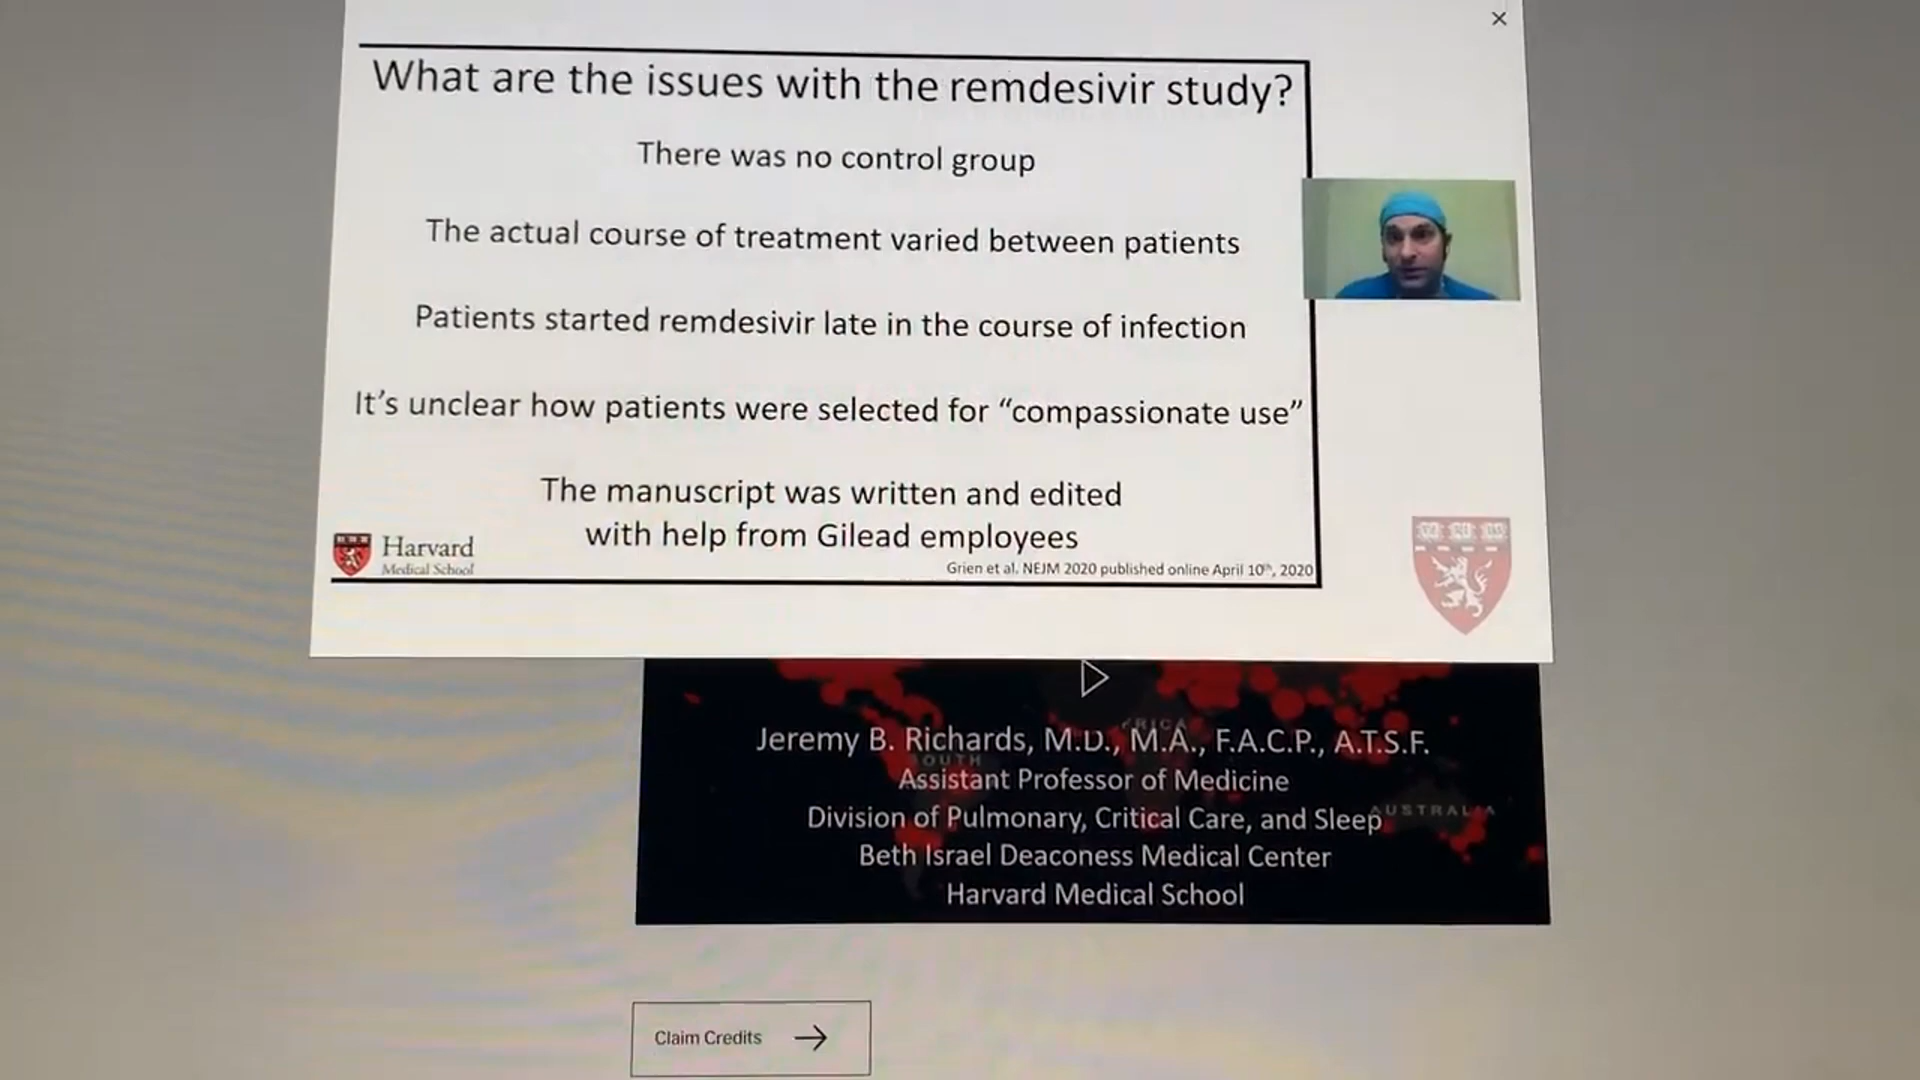 What are the issues with the remdesivir study?
There was no control group
The actual course of treatment varied between patients
Patients started remdesivir late in the course of infection
It’s unclear how patients were selected for “compassionate use”
The manuscript was written and edited
with help from Gilead employees
Harvard
Medical School
Grien et al. NEJM 2020 published online April 10th, 2020
Jeremy B. Richards, M.D., M.A., F.A.C.P., A.T.S.F.
SOUTH
Assistant Professor of Medicine
Division of Pulmonary, Critical Care, and Sleep
AUSTRALIA
Beth Israel Deaconess Medical Center
Harvard Medical School
Claim Credits